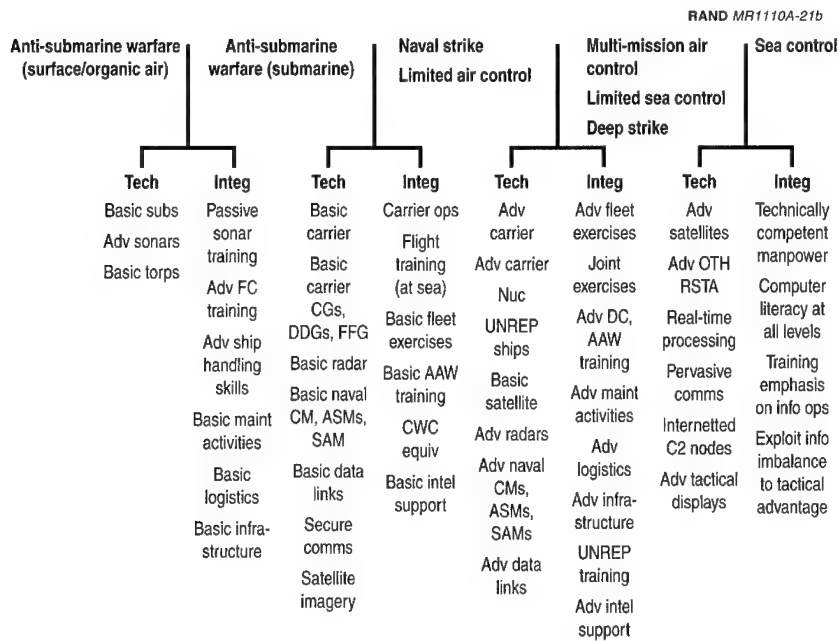 RAND MR1110A-21b
Anti-submarine warfare
(surface/organic air)
Anti-submarine
warfare (submarine)
Naval strike
Limited air control
Multi-mission air
control
Limited sea control
Deep strike
Sea control
Tech
Basic subs
Adv sonars
Basic torps
Integ
Passive
sonar
training
Adv FC
training
Adv ship
handling
skills
Basic maint
activities
Basic
logistics
Basic infra-
structure
Tech
Basic
carrier
Basic
carrier
CGs,
DDGs, FFG
Basic radar
Basic naval
CM, ASMs,
SAM
Basic data
links
Secure
comms
Satellite
imagery
Integ
Carrier ops
Flight
training
(at sea)
Basic fleet
exercises
Basic AAW
training
CWC
equiv
Basic intel
support
Tech
Adv
carrier
Adv carrier
Nuc
UNREP
ships
Basic
satellite
Adv radars
Adv naval
CMs,
ASMs,
SAMs
Adv data
links
Integ
Adv fleet
exercises
Joint
exercises
Adv DC,
AAW
training
Adv maint
activities
Adv
logistics
Adv infra-
structure
UNREP
training
Adv intel
support
Tech
Adv
satellites
Adv OTH
RSTA
Real-time
processing
Pervasive
comms
Internetted
C2 nodes
Adv tactical
displays
Integ
Technically
competent
manpower
Computer
literacy at
all levels
Training
emphasis
on info ops
Exploit info
imbalance
to tactical
advantage